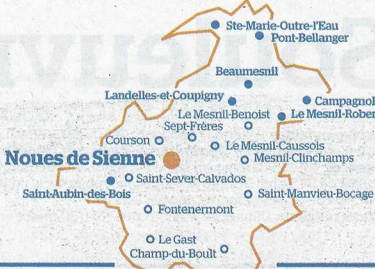 Ste-Marie-Outre-l'Eau
Pont-Bellanger
Beaumesnil
Landelles-et-Coupigny
Campagnol
Le Mesnil-Benoist
Le Mesnil-Rober
Sept-Frères
Courson
Le Mesnil-Caussois
Noues de Sienne
Mesnil-Clinchamps
Saint-Sever-Calvados
Saint-Aubin-des-Bois
Saint-Manvieu-Bocage
Fontenermont
Le Gast
Champ-du-Boult